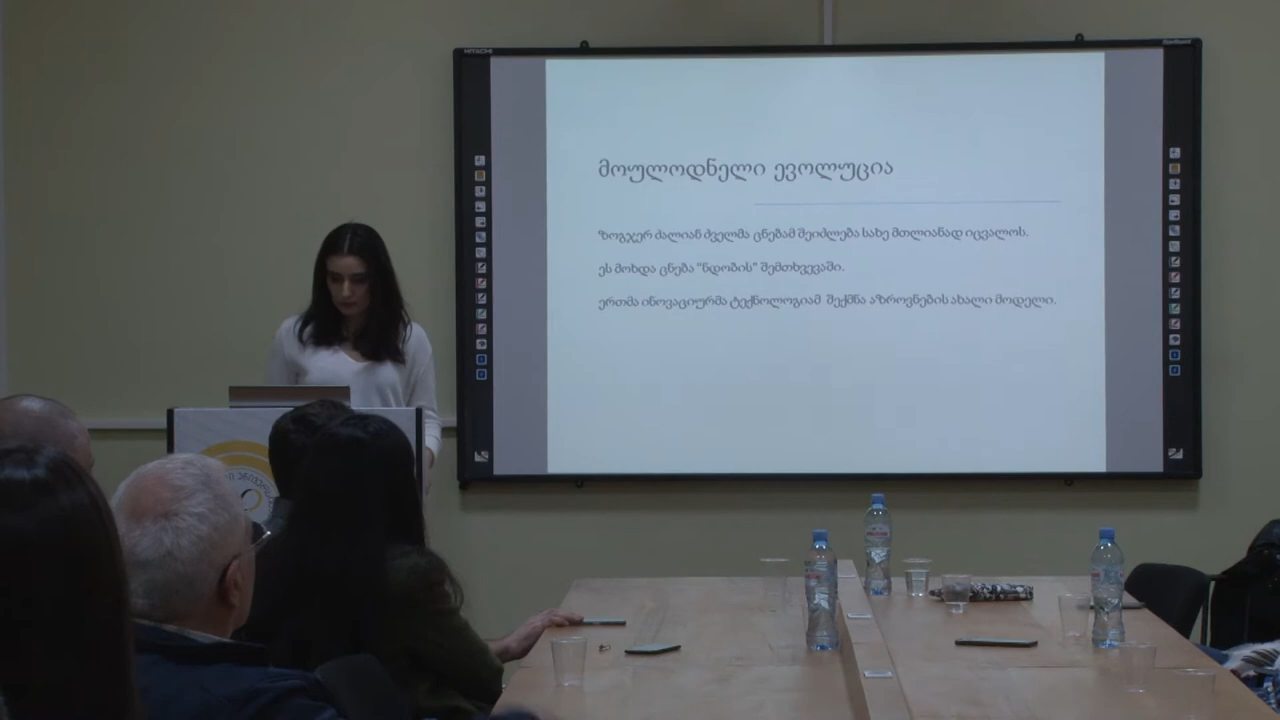 HITACHI
მოულოდნელი ევოლუცია
ზოგჯერ ძალიან ძველმა ცნებამ შეიძლება სახე მთლიანად იცვალოს.
ეს მოხდა ცნება "ნდობის" შემთხვევაში.
ერთმა ინოვაციურმა ტექნოლოგიამ შექმნა აზროვნების ახალი მოდელი.